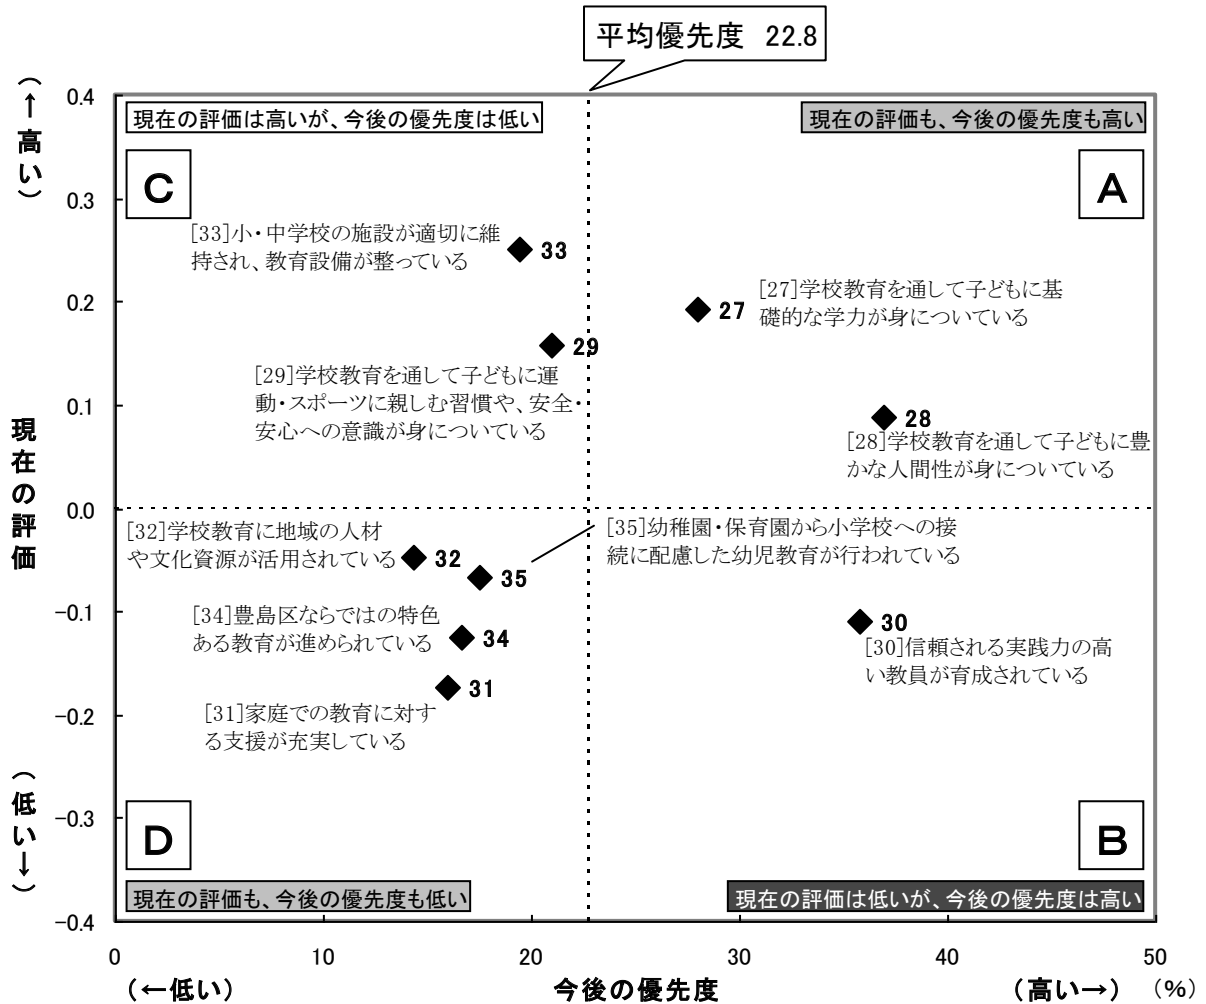 平均優先度 22.8
(←高い)
現在の評価
(低い→)
0.4
0.3
0.2
0.1
0.0
-0.1
-0.2
-0.3
-0.4
現在の評価は高いが、今後の優先度は低い
現在の評価も、今後の優先度も高い
C
A
[33]小・中学校の施設が適切に維
持され、教育設備が整っている
33
[27]学校教育を通して子どもに基
礎的な学力が身についている
27
29
[29]学校教育を通して子どもに運
動・スポーツに親しむ習慣や、安全・
安心への意識が身についている
28
[28]学校教育を通して子どもに豊
かな人間性が身についている
[32]学校教育に地域の人材
や文化資源が活用されている
32
[35]幼稚園・保育園から小学校への接
続に配慮した幼児教育が行われている
35
[34]豊島区ならではの特色
ある教育が進められている
34
30
[30]信頼される実践力の高
い教員が育成されている
31
[31]家庭での教育に対す
る支援が充実している
D
B
現在の評価も、今後の優先度も低い
現在の評価は低いが、今後の優先度は高い
0
10
20
30
40
50
(←低い)
今後の優先度
(高い→)
(%)